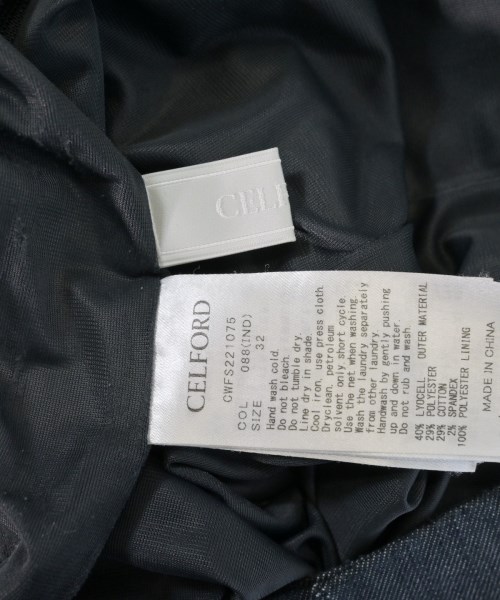 CELF
CELFORD
CWFS221075
COL 088(IND)
SIZE 32
Hand wash cold.
Do not bleach.
Do not tumble dry.
Line dry in shade
Cool iron, use press cloth.
Dryclean, petroleum
solvent only short cycle.
Use the net when washing.
Wash the laundry separately
from other laundry.
Handwash by gently pushing
up and down in water.
Do not rub and wash.
40% LYOCELL OUTER MATERIAL
29% POLYESTER
29% COTTON
2% SPANDEX
100% POLYESTER LINING
MADE IN CHINA